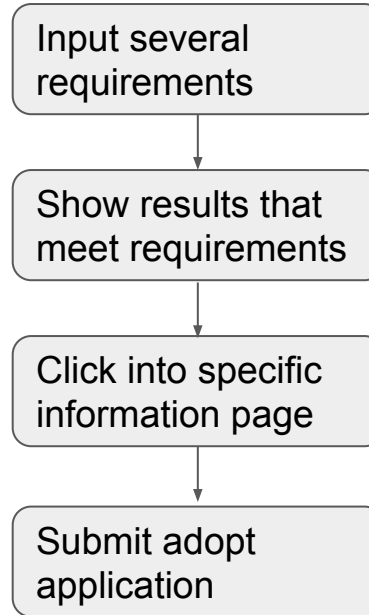 Input several
requirements
Show results that
meet requirements
Click into specific
information page
Submit adopt
application